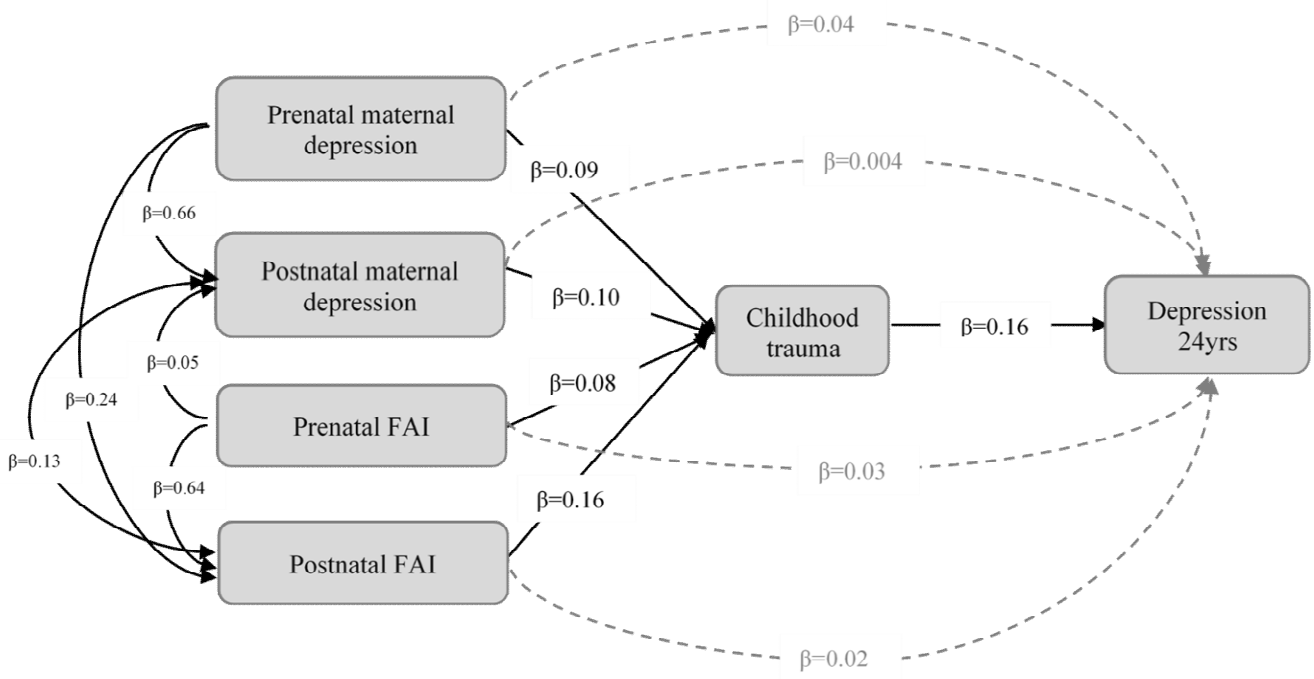 β=0.04
Prenatal maternal
depression
β=0.09
β=0.004
β=0.66
Postnatal maternal
depression
β=0.10
Childhood
trauma
β=0.16
Depression
24yrs
β=0.05
β=0.24
β=0.08
Prenatal FAI
β=0.13
β=0.03
β=0.64
β=0.16
Postnatal FAI
β=0.02